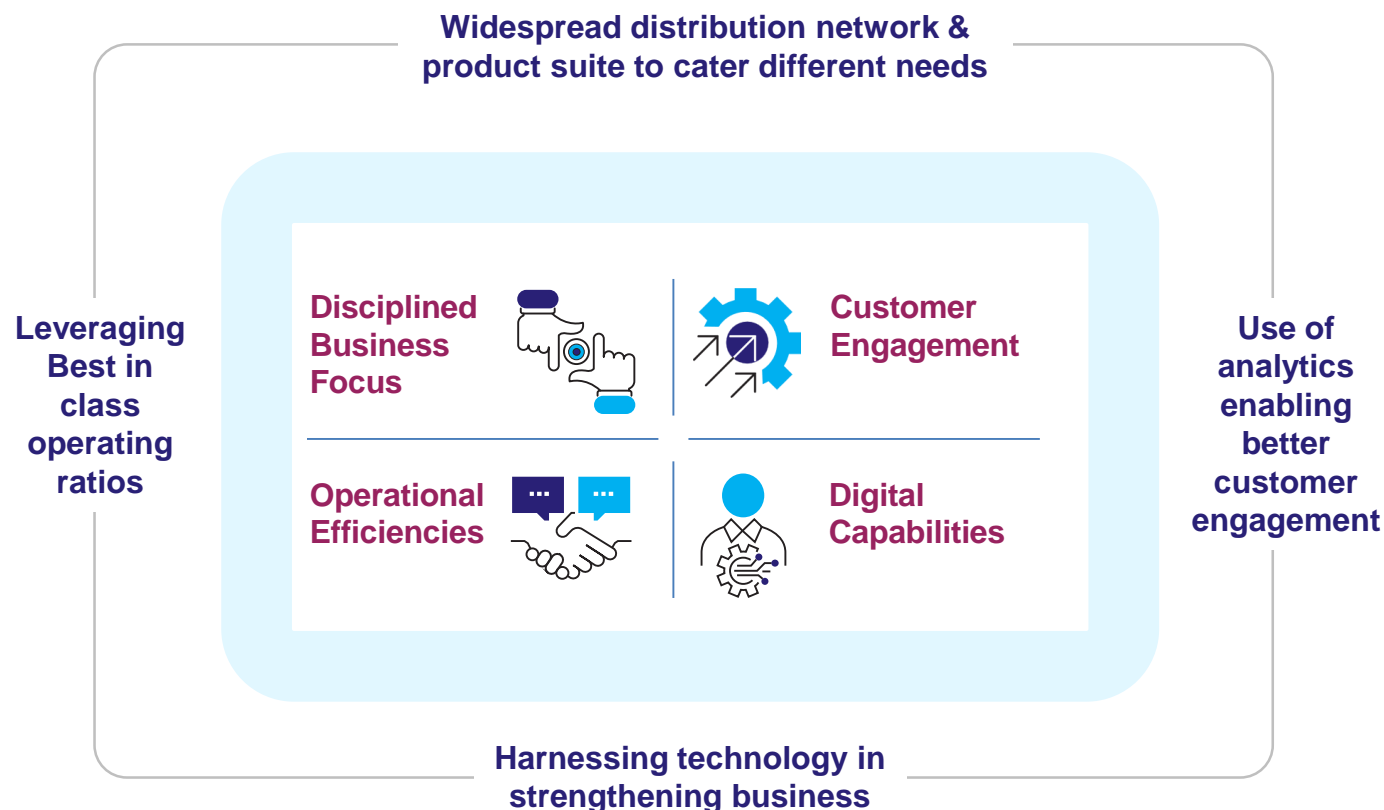 Widespread distribution network &
product suite to cater different needs
Leveraging
Best in
class
operating
ratios
Disciplined
Business
Focus
Customer
Engagement
Operational
Efficiencies
Digital
Capabilities
Use of
analytics
enabling
better
customer
engagement
Harnessing technology in
strengthening business